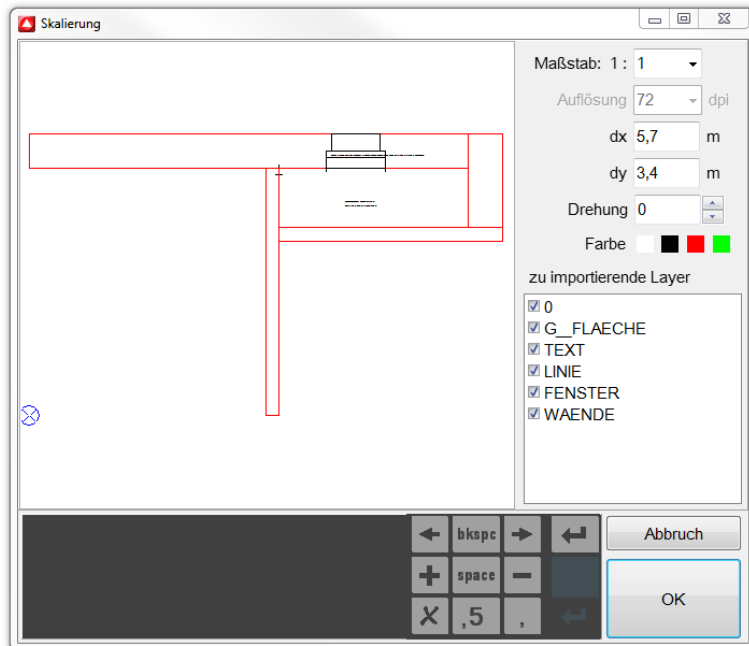 Skalierung
Maßstab: 1 : 1
Auflösung 72 dpi
dx 5,7 m
dy 3,4 m
Drehung 0
Farbe
zu importierende Layer
0
G__FLAECHE
TEXT
LINIE
FENSTER
WAENDE
bkspc
Abbruch
+ space −
OK
x ,5 ,